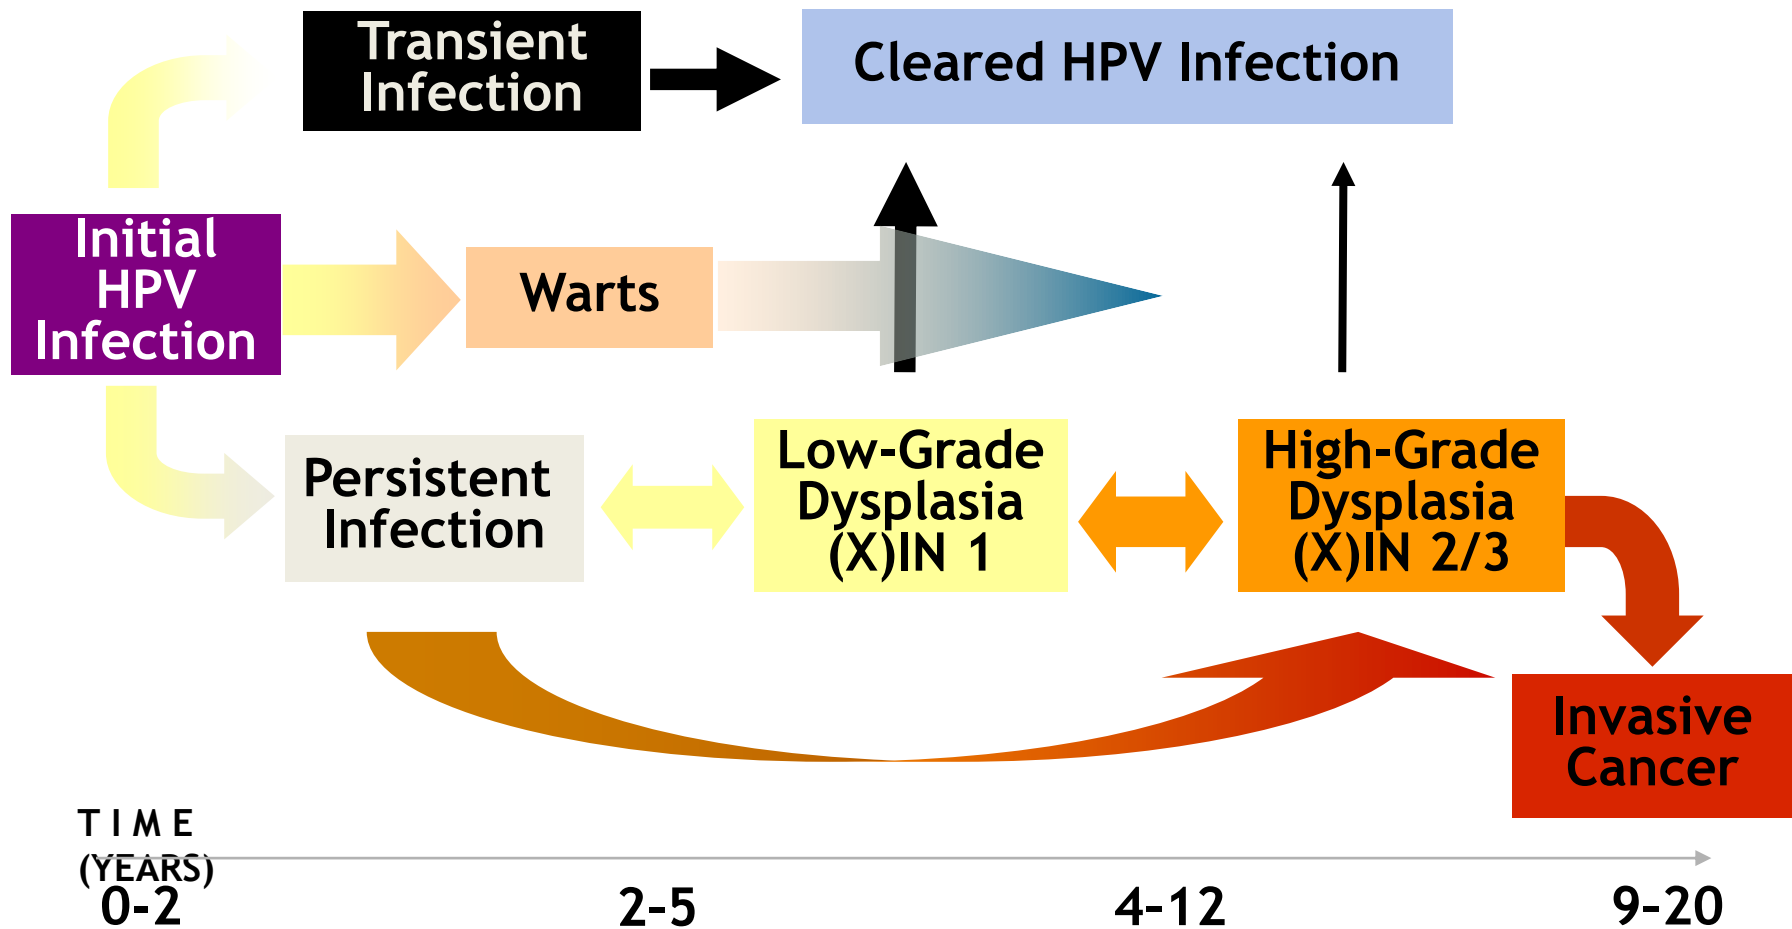 Transient
Infection
Cleared HPV Infection
Initial
HPV
Infection
Warts
Persistent
Infection
Low-Grade
Dysplasia
(X)IN 1
High-Grade
Dysplasia
(X)IN 2/3
Invasive
Cancer
T I M E
(YEARS)
0-2
2-5
4-12
9-20